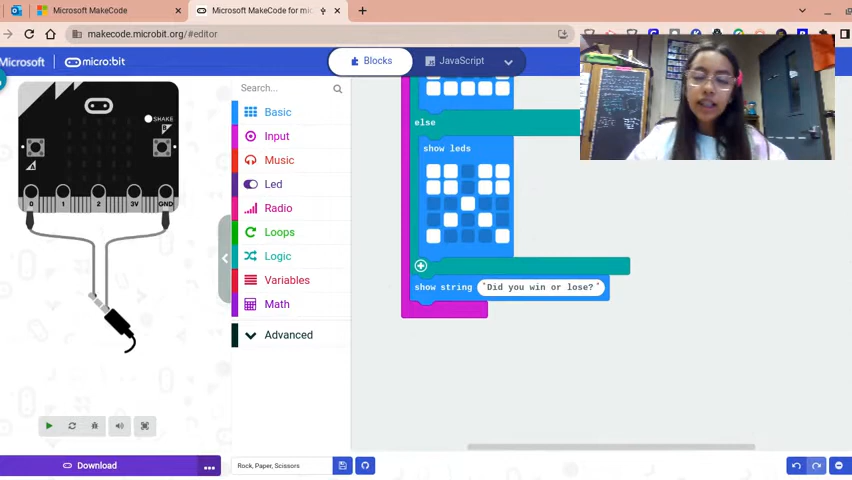 Microsoft MakeCode
Microsoft MakeCode for mic
makecode.microbit.org/#editor
Microsoft
micro:bit
Blocks
JavaScript
Search...
Basic
Input
Music
Led
Radio
Loops
Logic
Variables
Math
Advanced
SHAKE
B
A
0
1
2
3V
GND
else
show leds
show string "Did you win or lose?"
Download
Rock, Paper, Scissors